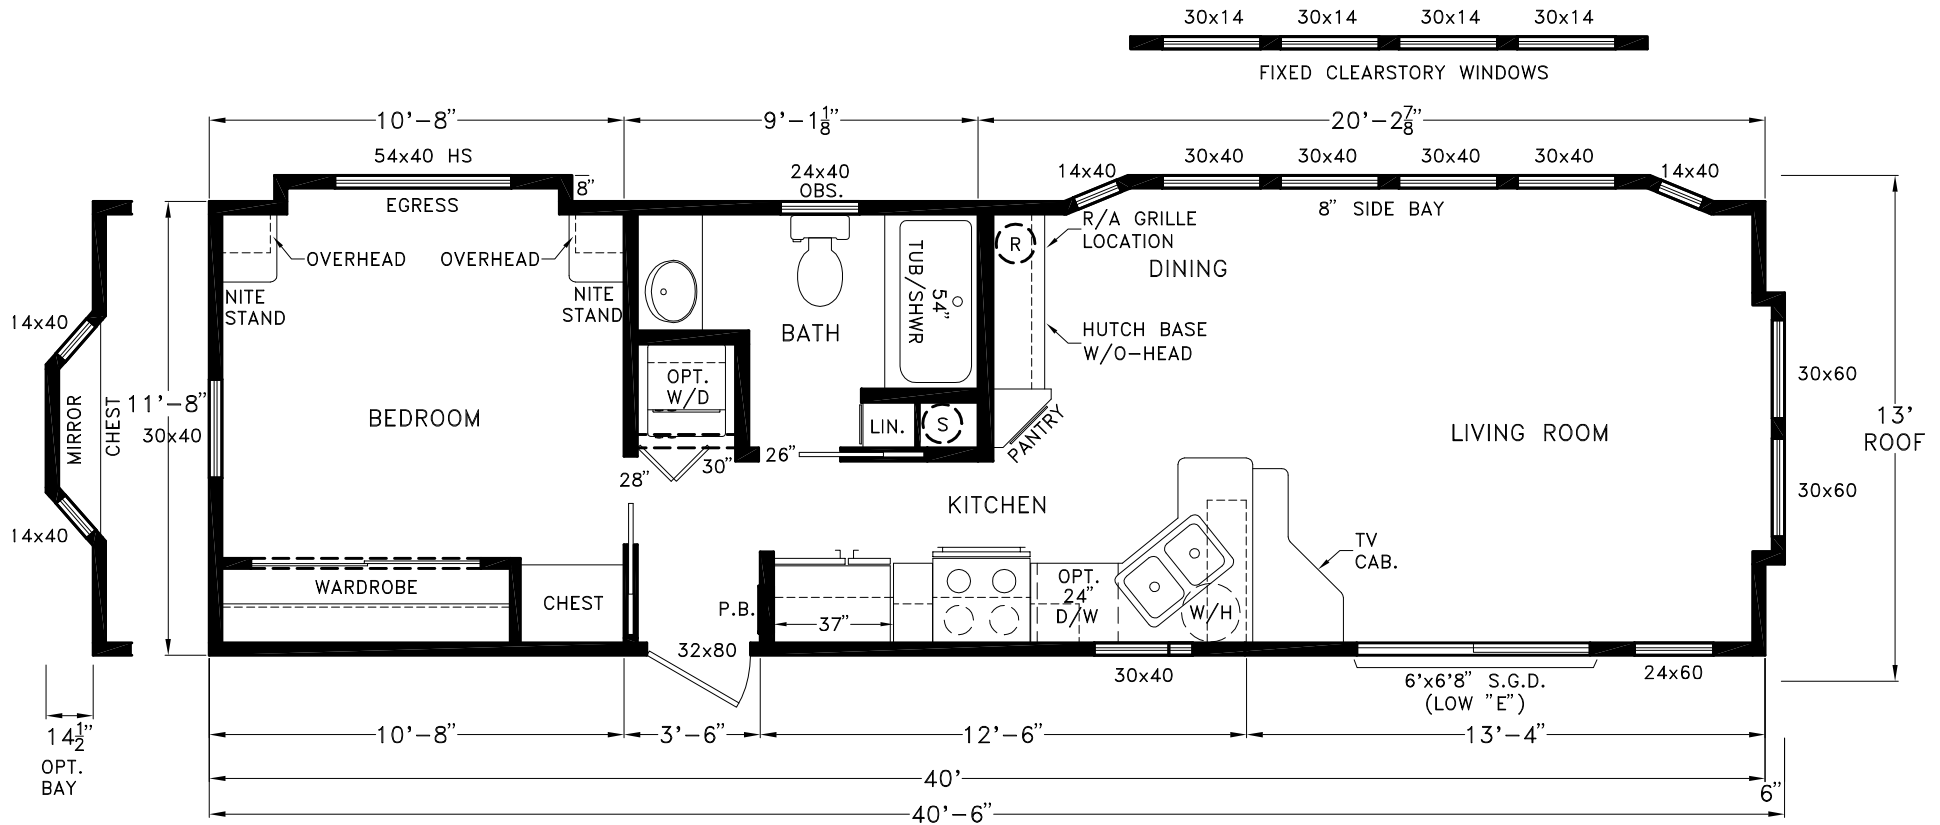 30x14 30x14 30x14 30x14
FIXED CLEARSTORY WINDOWS
10'-8" 9'-1 1/8" 20'-2 7/8"
54x40 HS
8"
24x40
OBS.
14x40 30x40 30x40 30x40 30x40 14x40
EGRESS
8" SIDE BAY
R/A GRILLE
LOCATION
R
DINING
OVERHEAD OVERHEAD
NITE
STAND
NITE
STAND
TUB/SHWR
54"
BATH
HUTCH BASE
W/O-HEAD
14x40
OPT.
W/D
MIRROR
CHEST
11'-8"
30x40
BEDROOM
LIN.
S
PANTRY
LIVING ROOM
30x60
13'
ROOF
28"
30"
26"
30x60
KITCHEN
14x40
TV
CAB.
WARDROBE
CHEST
P.B.
37"
OPT.
24"
D/W
W/H
32x80
30x40
6'x6'8" S.G.D.
(LOW "E")
24x60
14 1/2"
OPT.
BAY
10'-8" 3'-6" 12'-6" 13'-4"
40'
6"
40'-6"